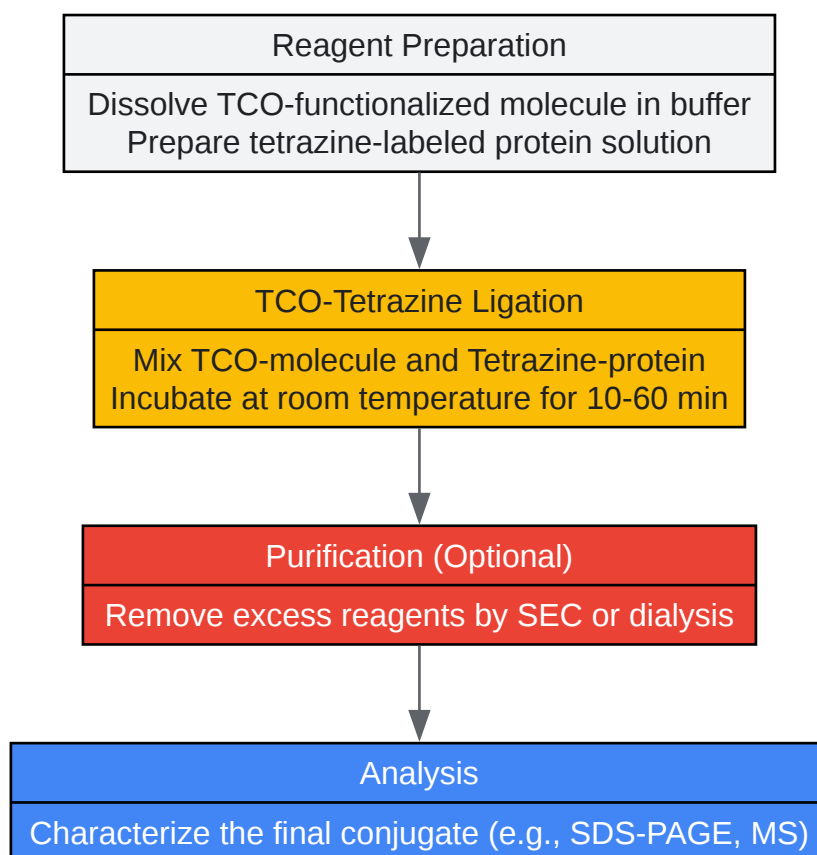 Reagent Preparation
Dissolve TCO-functionalized molecule in buffer
Prepare tetrazine-labeled protein solution
TCO-Tetrazine Ligation
Mix TCO-molecule and Tetrazine-protein
Incubate at room temperature for 10-60 min
Purification (Optional)
Remove excess reagents by SEC or dialysis
Analysis
Characterize the final conjugate (e.g., SDS-PAGE, MS)